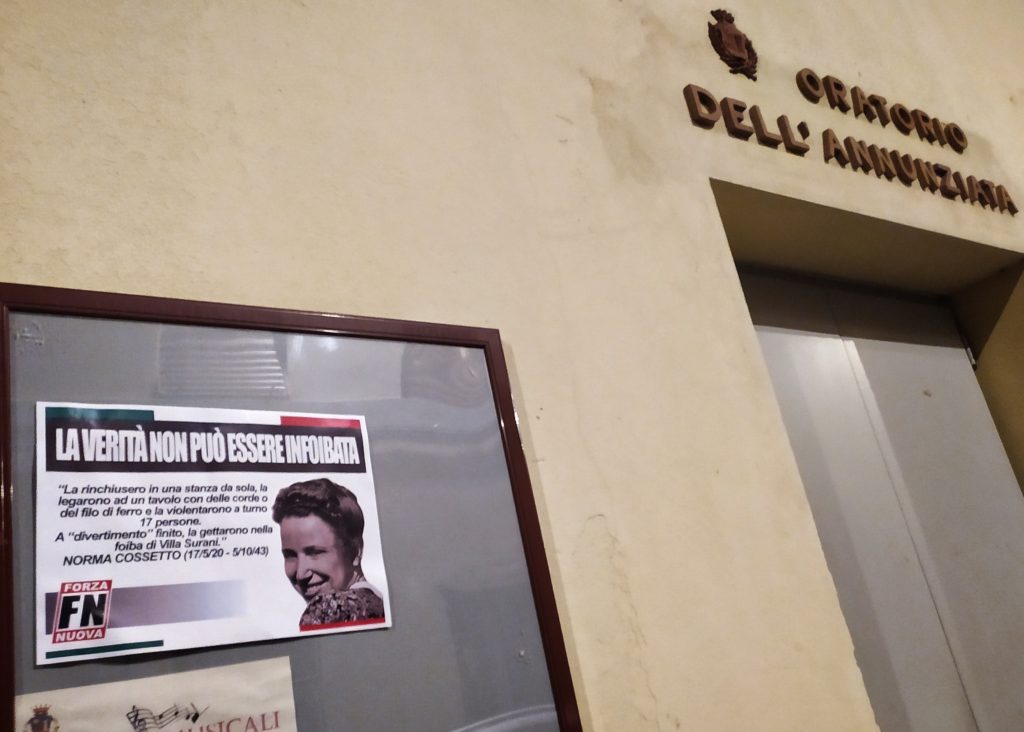 ORATORIO
DELL' ANNUNZIATA
LA VERITÀ NON PUÒ ESSERE INFOIBATA
"La rinchiusero in una stanza da sola, la
legarono ad un tavolo con delle corde o
del filo di ferro e la violentarono a turno
17 persone.
A "divertimento" finito, la gettarono nella
foiba di Villa Surani."
NORMA COSSETTO (17/5/20 - 5/10/43)
FORZA
FN
NUOVA